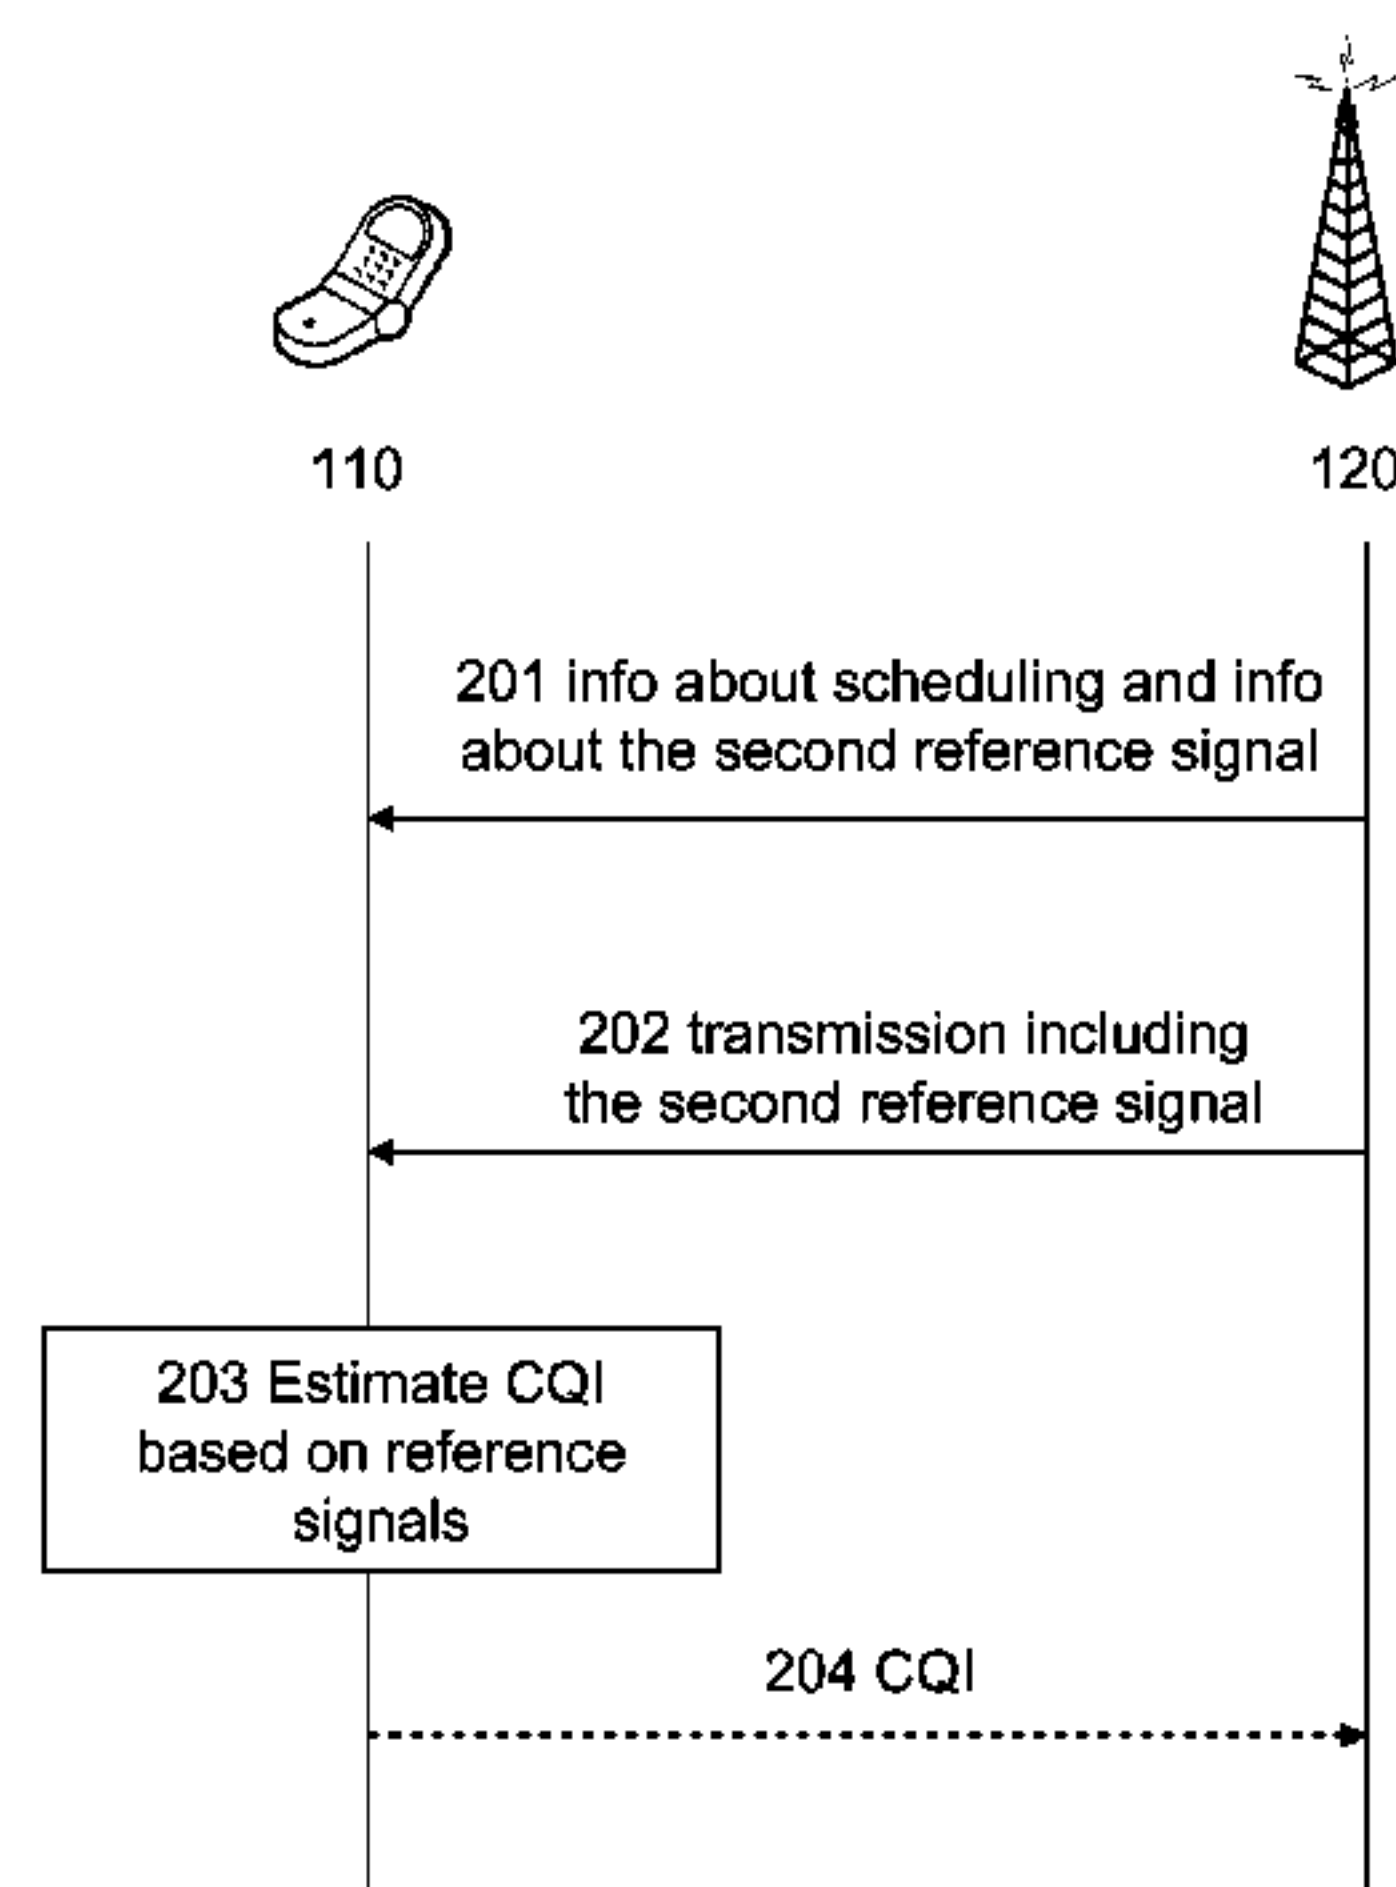 110
120
201 info about scheduling and info
about the second reference signal
202 transmission including
the second reference signal
203 Estimate CQI
based on reference
signals
204 CQI